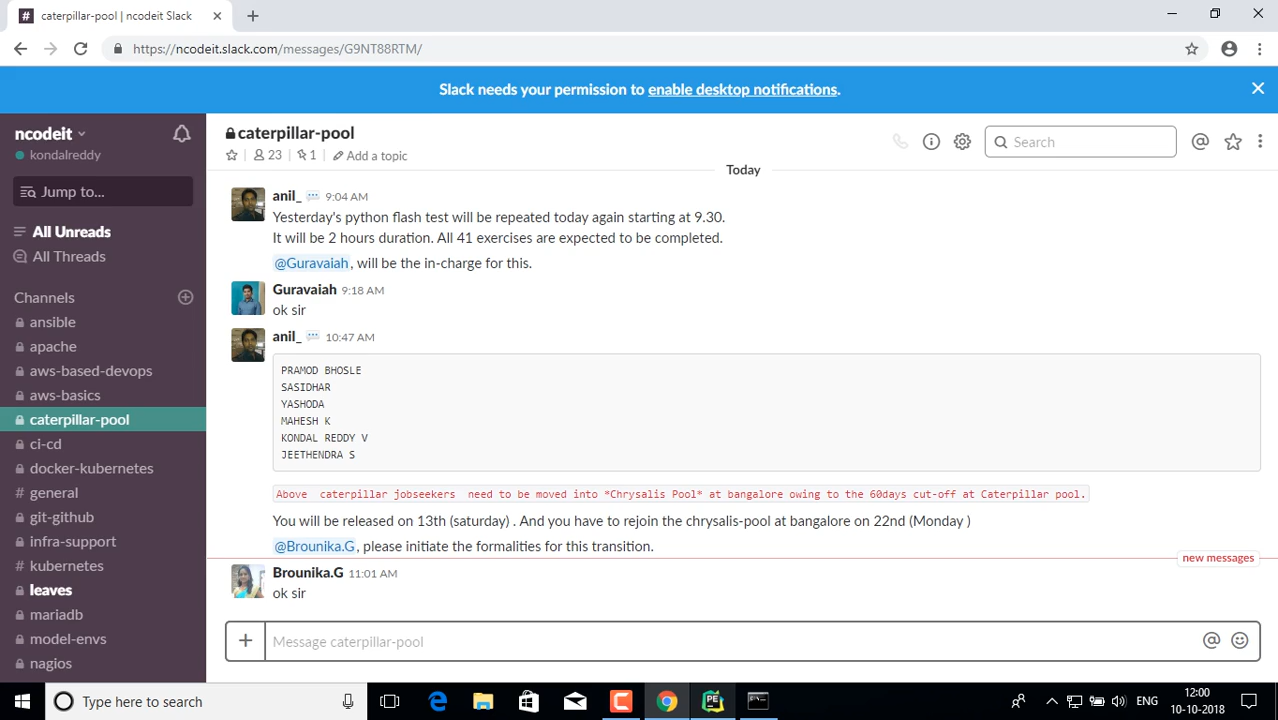 caterpillar-pool | ncodeit Slack
https://ncodeit.slack.com/messages/G9NT88RTM/
Slack needs your permission to enable desktop notifications.
ncodeit
kondalreddy
Jump to...
All Unreads
All Threads
Channels
ansible
apache
aws-based-devops
aws-basics
caterpillar-pool
ci-cd
docker-kubernetes
# general
git-github
infra-support
kubernetes
leaves
mariadb
model-envs
nagios
caterpillar-pool
23 1 Add a topic
Search
Today
anil_ 9:04 AM
Yesterday's python flash test will be repeated today again starting at 9.30.
It will be 2 hours duration. All 41 exercises are expected to be completed.
@Guravaiah, will be the in-charge for this.
Guravaiah 9:18 AM
ok sir
anil_ 10:47 AM
PRAMOD BHOSLE
SASIDHAR
YASHODA
MAHESH K
KONDAL REDDY V
JEETHENDRA S
Above caterpillar jobseekers need to be moved into *Chrysalis Pool* at bangalore owing to the 60days cut-off at Caterpillar pool.
You will be released on 13th (saturday) . And you have to rejoin the chrysalis-pool at bangalore on 22nd (Monday )
@Brounika.G, please initiate the formalities for this transition.
new messages
Brounika.G 11:01 AM
ok sir
Message caterpillar-pool
Type here to search
PE
ENG
12:00
10-10-2018